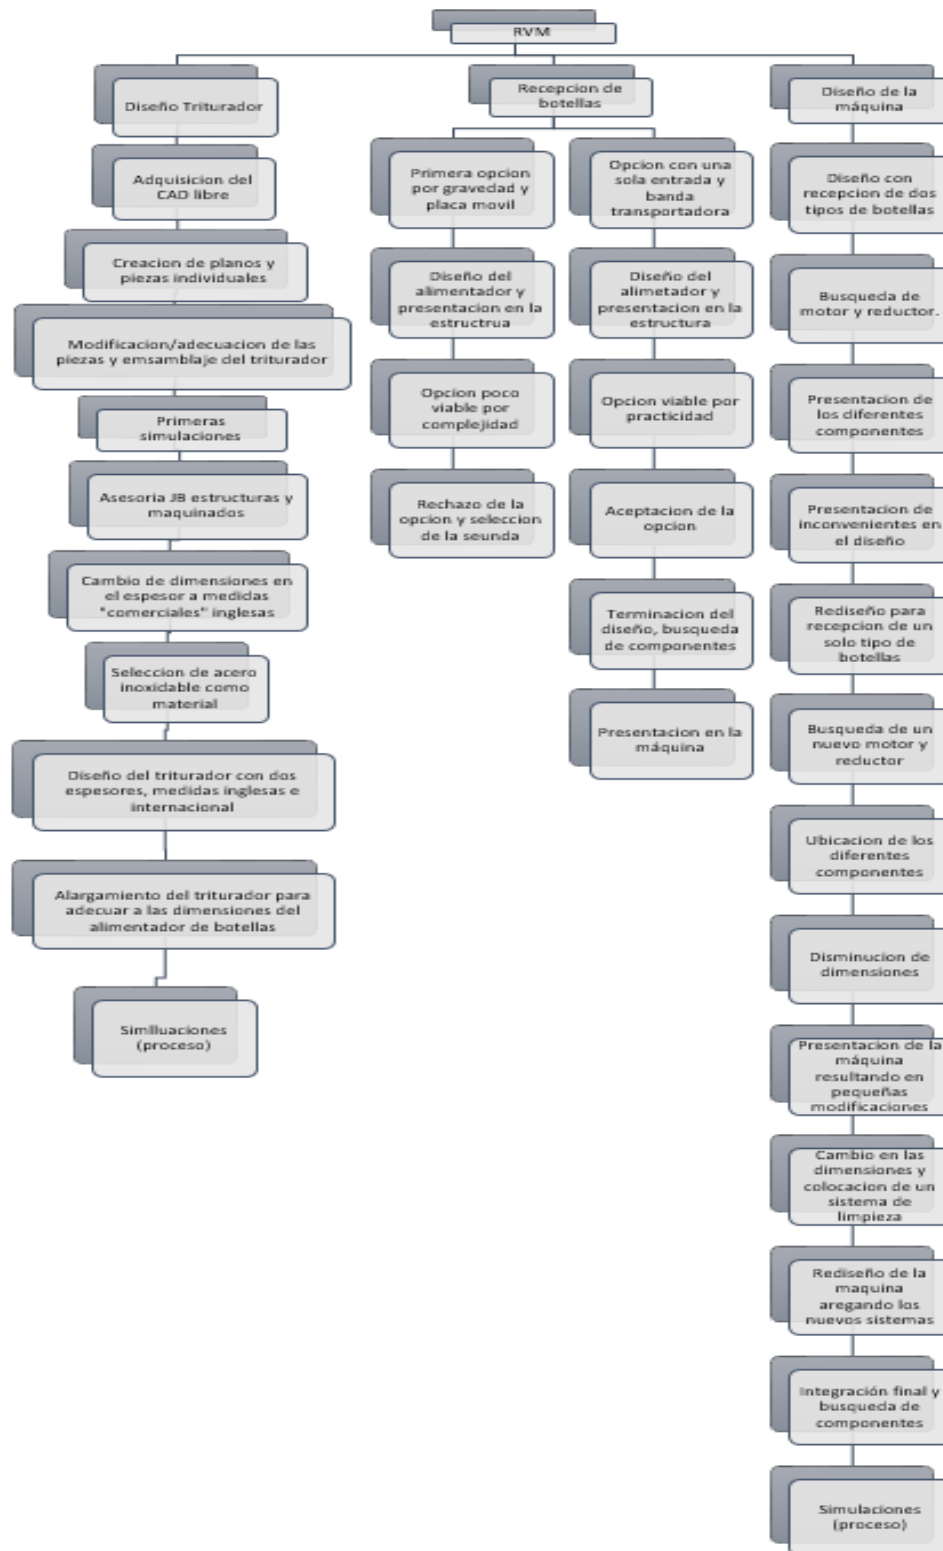 RVM
Diseño Triturador
Adquisicion del
CAD libre
Creacion de planos y
piezas individuales
Modificacion/adecuacion de las
piezas y emsamblaje del triturador
Primeras
simulaciones
Asesoria JB estructuras y
maquinados
Cambio de dimensiones en
el espesor a medidas
"comerciales" inglesas
Seleccion de acero
inoxidable como
material
Diseño del triturador con dos
espesores, medidas inglesas e
internacional
Alargamiento del triturador para
adecuar a las dimensiones del
alimentador de botellas
Simlluaciones
(proceso)
Recepcion de
botellas
Primera opcion
por gravedad y
placa movil
Diseño del
alimentador y
presentacion en la
estructrua
Opcion poco
viable por
complejidad
Rechazo de la
opcion y seleccion
de la seunda
Opcion con una
sola entrada y
banda
transportadora
Diseño del
alimetador y
presentacion en la
estructura
Opcion viable por
practicidad
Aceptacion de la
opcion
Terminacion del
diseño, busqueda
de componentes
Presentacion en la
máquina
Diseño de la
máquina
Diseño con
recepcion de dos
tipos de botellas
Busqueda de
motor y reductor.
Presentacion de
los diferentes
componentes
Presentacion de
inconvenientes en
el diseño
Rediseño para
recepcion de un
solo tipo de
botellas
Busqueda de un
nuevo motor y
reductor
Ubicacion de los
diferentes
componentes
Disminucion de
dimensiones
Presentacion de la
máquina
resultando en
pequeñas
modificaciones
Cambio en las
dimensiones y
colocacion de un
sistema de
limpieza
Rediseño de la
maquina
aregando los
nuevos sistemas
Integración final y
busqueda de
componentes
Simulaciones
(proceso)